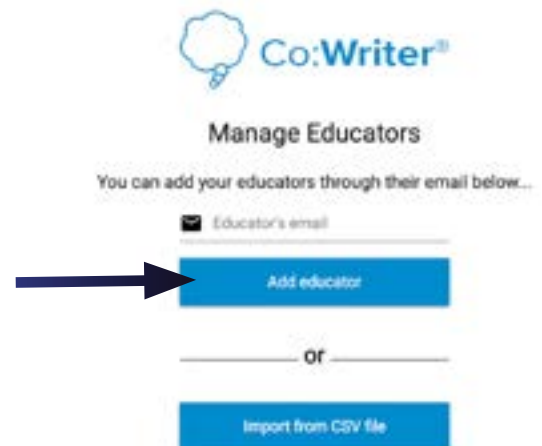 Co:Writer®
Manage Educators
You can add your educators through their email below...
Educator's email
Add educator
or
Import from CSV file